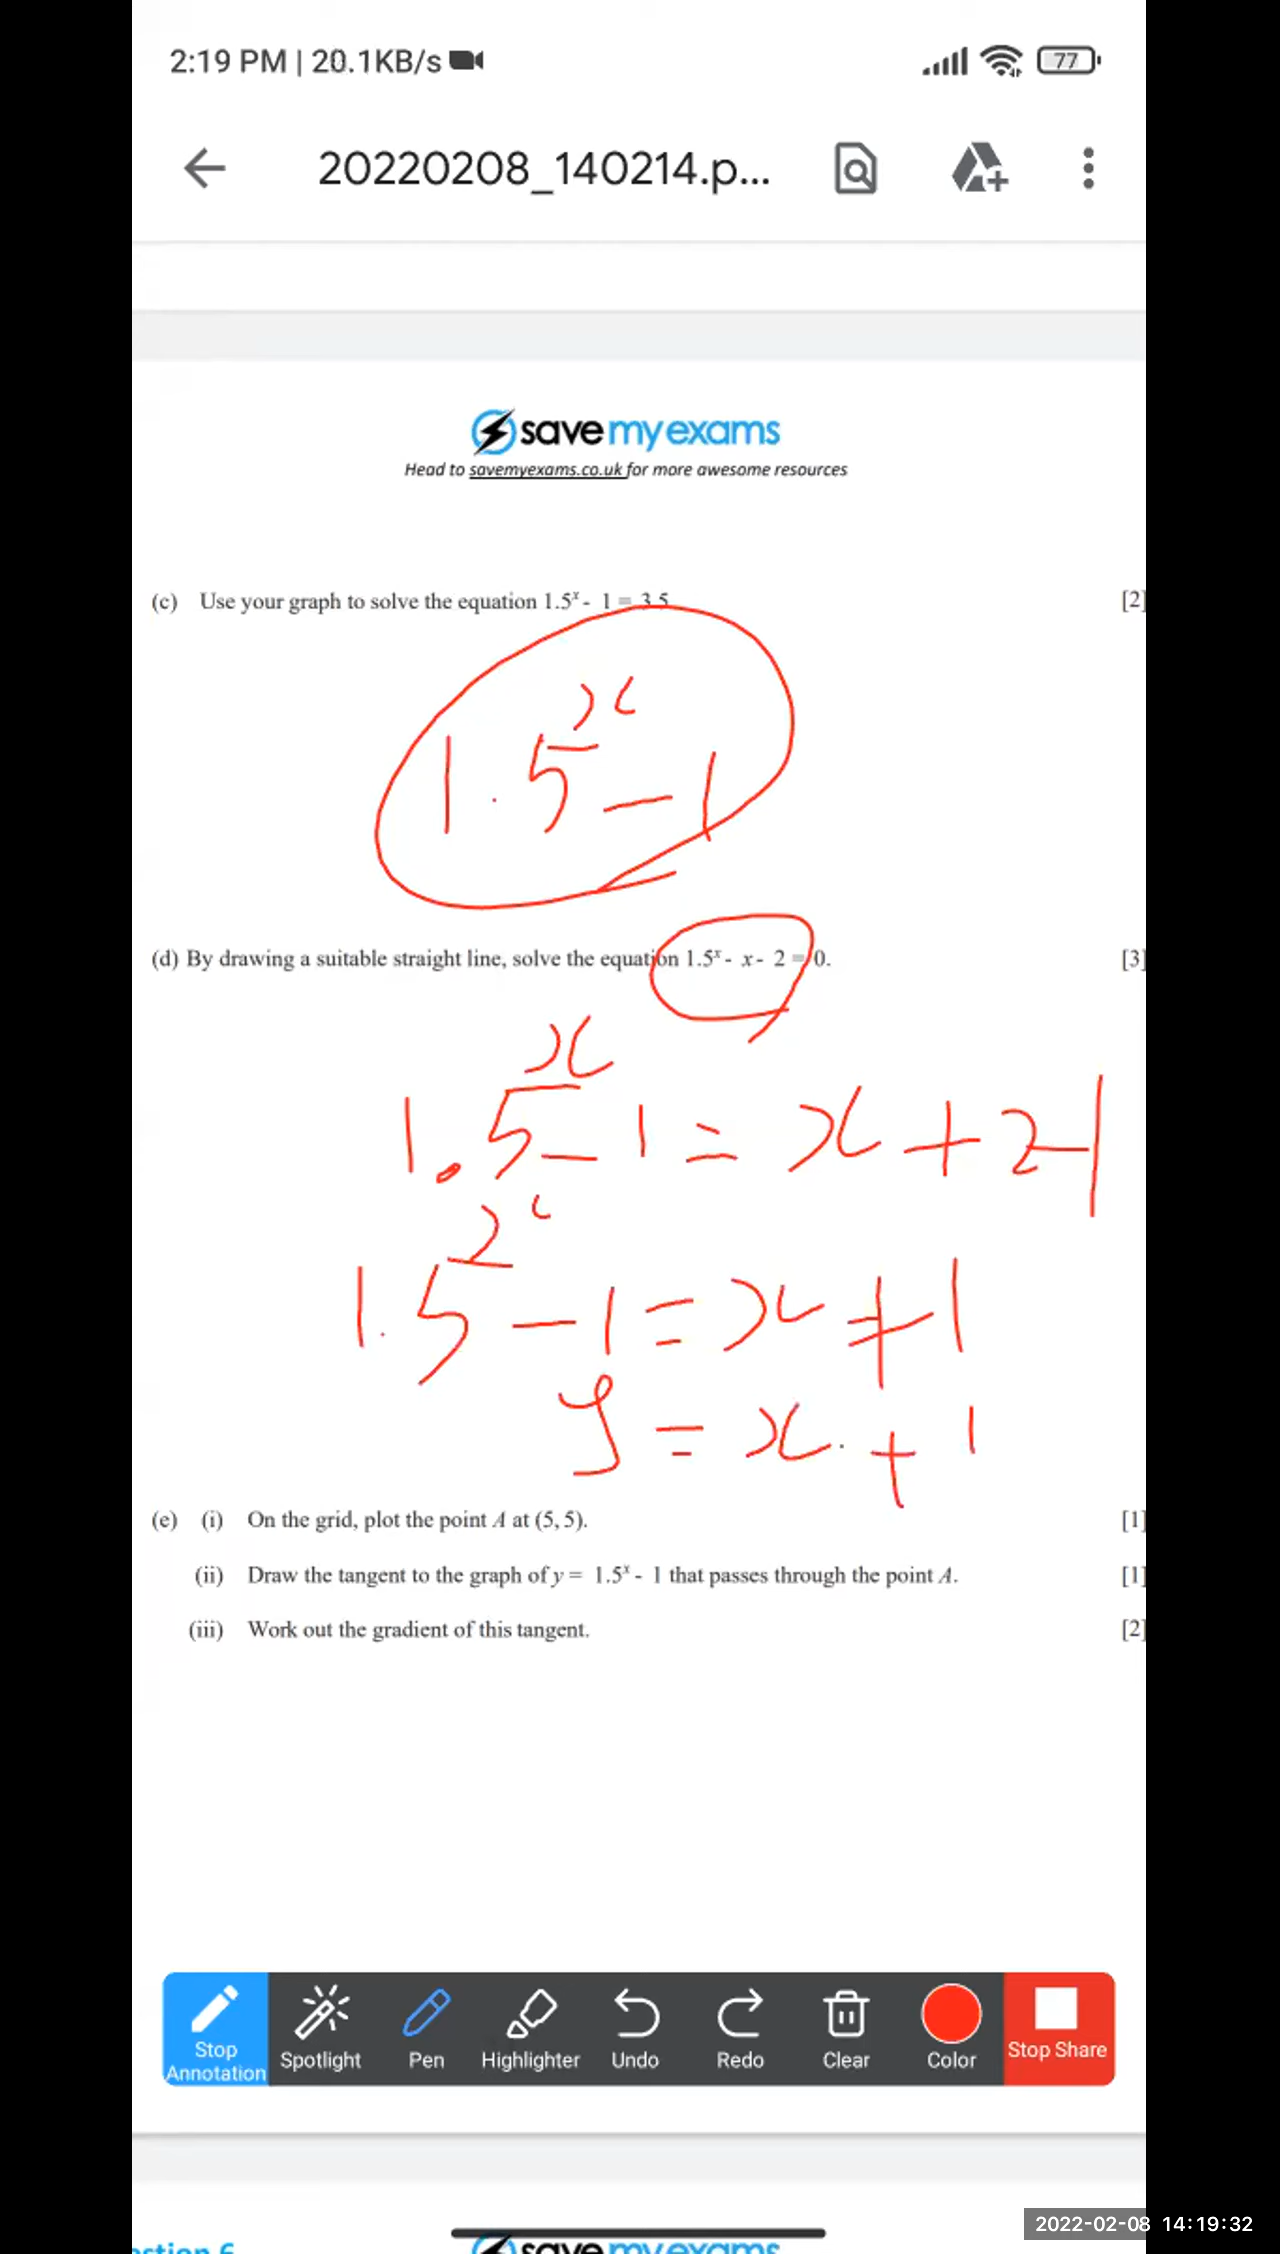 2:19 PM | 20.1KB/s
77
20220208_140214.p...
save my exams
Head to savemyexams.co.uk for more awesome resources
(c) Use your graph to solve the equation 1.5ˣ - 1 = 3.5 [2]
1.5ˣ - 1
(d) By drawing a suitable straight line, solve the equation 1.5ˣ - x - 2 = 0. [3]
1.5ˣ - 1 = x + 2 - 1
1.5ˣ - 1 = x + 1
y = x + 1
(e) (i) On the grid, plot the point A at (5, 5). [1]
(ii) Draw the tangent to the graph of y = 1.5ˣ - 1 that passes through the point A. [1]
(iii) Work out the gradient of this tangent. [2]
Stop Annotation
Spotlight
Pen
Highlighter
Undo
Redo
Clear
Color
Stop Share
2022-02-08 14:19:32
save my exams